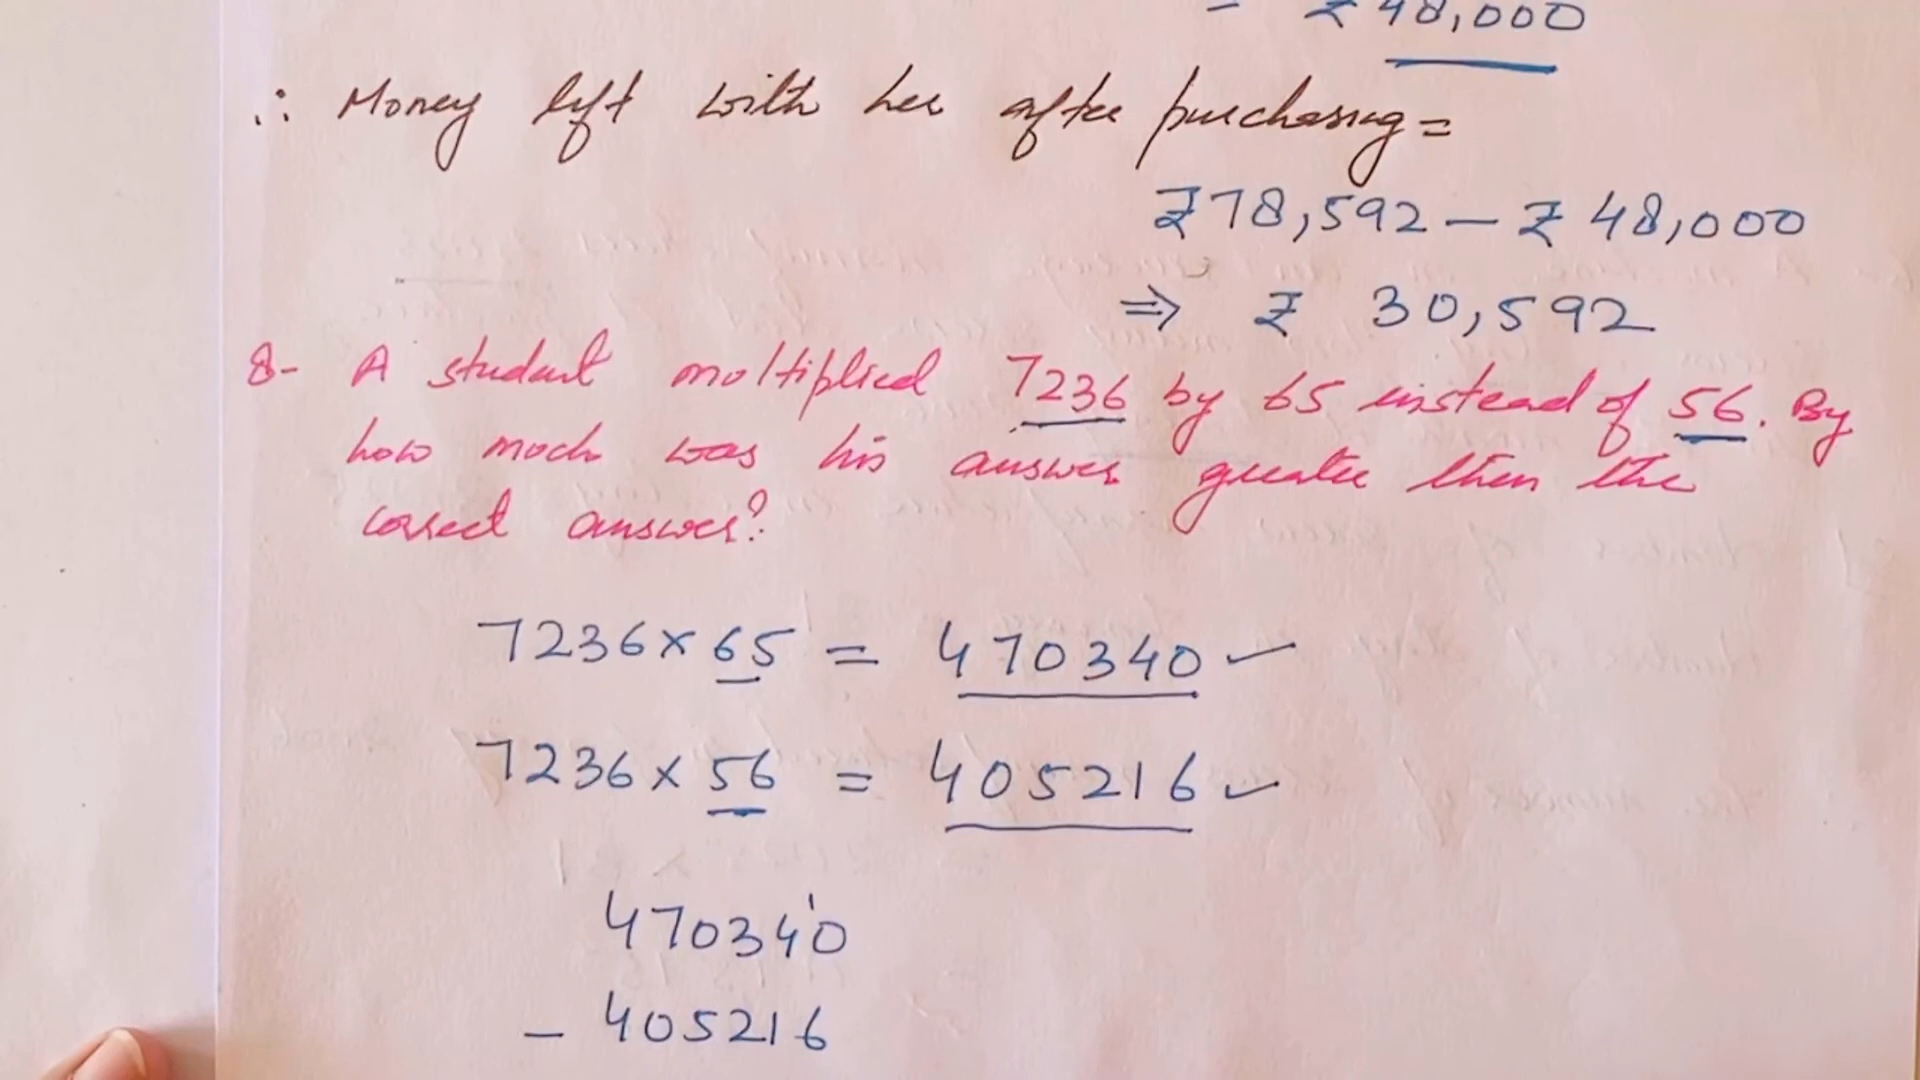 = ₹ 48,000
∴ Money left with her after purchasing =
₹78,592 - ₹ 48,000
⇒ ₹ 30,592
8- A student multiplied 7236 by 65 instead of 56. By
how much was his answer greater then the
correct answer?
7236 × 65 = 470340
7236 × 56 = 405216
470340
- 405216